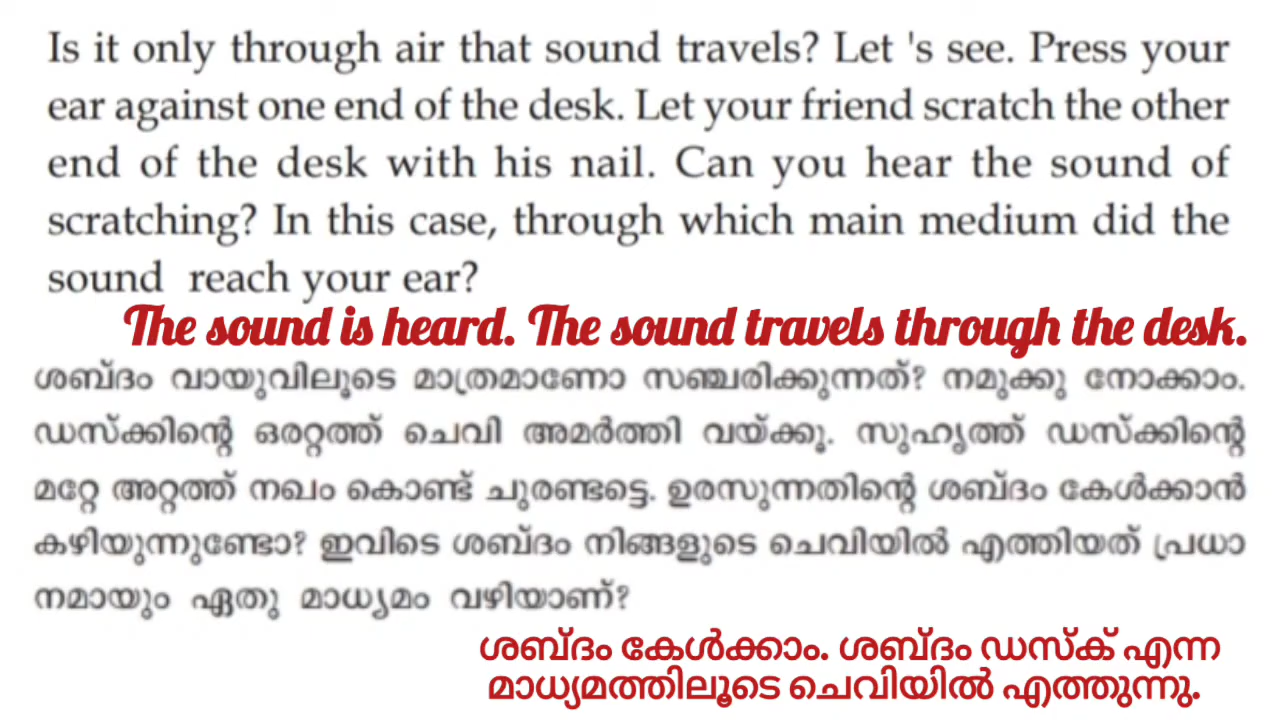 Is it only through air that sound travels? Let 's see. Press your
ear against one end of the desk. Let your friend scratch the other
end of the desk with his nail. Can you hear the sound of
scratching? In this case, through which main medium did the
sound reach your ear?
The sound is heard. The sound travels through the desk.
ശബ്ദം വായുവിലൂടെ മാത്രമാണോ സഞ്ചരിക്കുന്നത്? നമുക്കു നോക്കാം.
ഡസ്ക്കിന്റെ ഒരറ്റത്ത് ചെവി അമർത്തി വയ്ക്കൂ. സുഹൃത്ത് ഡസ്ക്കിന്റെ
മറ്റേ അറ്റത്ത് നഖം കൊണ്ട് ചുരണ്ടട്ടെ. ഉരസുന്നതിന്റെ ശബ്ദം കേൾക്കാൻ
കഴിയുന്നുണ്ടോ? ഇവിടെ ശബ്ദം നിങ്ങളുടെ ചെവിയിൽ എത്തിയത് പ്രധാ
നമായും ഏതു മാധ്യമം വഴിയാണ്?
ശബ്ദം കേൾക്കാം. ശബ്ദം ഡസ്ക് എന്ന
മാധ്യമത്തിലൂടെ ചെവിയിൽ എത്തുന്നു.